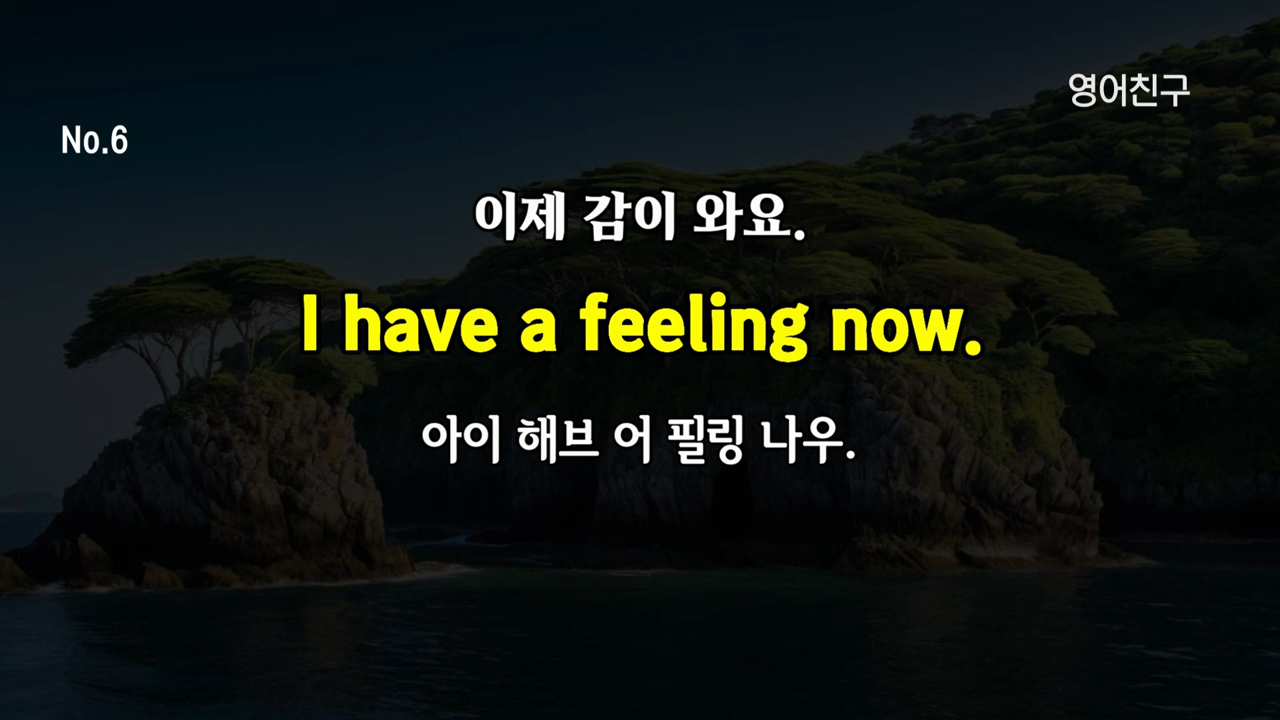 영어친구
No.6
이제 감이 와요.
I have a feeling now.
아이 해브 어 필링 나우.